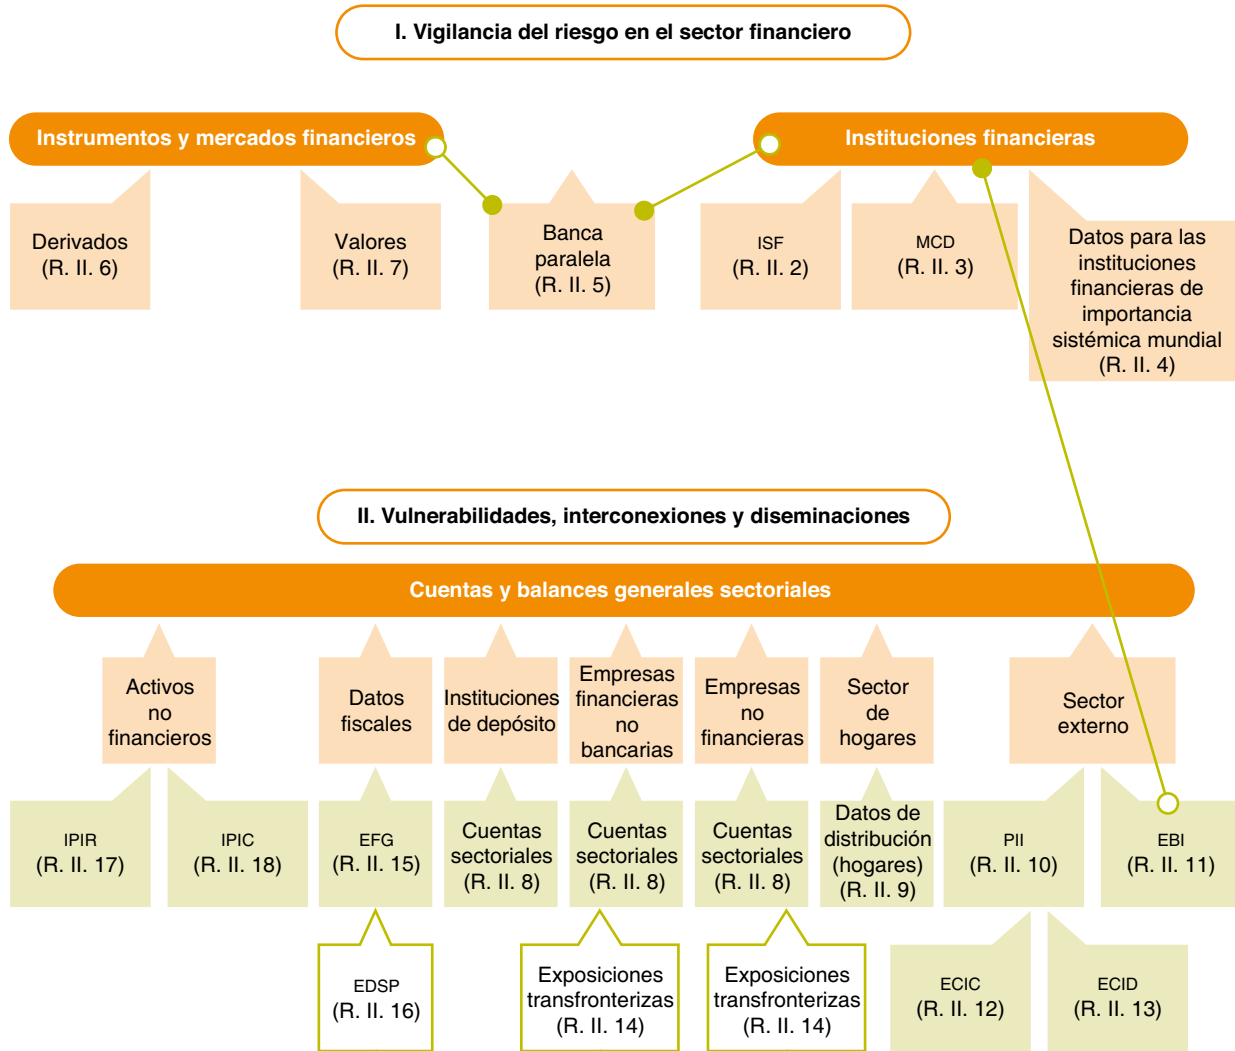 I. Vigilancia del riesgo en el sector financiero
Instrumentos y mercados financieros
Instituciones financieras
Derivados
(R. II. 6)
Valores
(R. II. 7)
Banca
paralela
(R. II. 5)
ISF
(R. II. 2)
MCD
(R. II. 3)
Datos para las
instituciones
financieras de
importancia
sistémica mundial
(R. II. 4)
II. Vulnerabilidades, interconexiones y diseminaciones
Cuentas y balances generales sectoriales
Activos
no
financieros
Datos
fiscales
Instituciones
de depósito
Empresas
financieras
no
bancarias
Empresas
no
financieras
Sector
de
hogares
Sector
externo
IPIR
(R. II. 17)
IPIC
(R. II. 18)
EFG
(R. II. 15)
Cuentas
sectoriales
(R. II. 8)
Cuentas
sectoriales
(R. II. 8)
Cuentas
sectoriales
(R. II. 8)
Datos de
distribución
(hogares)
(R. II. 9)
PII
(R. II. 10)
EBI
(R. II. 11)
EDSP
(R. II. 16)
Exposiciones
transfronterizas
(R. II. 14)
Exposiciones
transfronterizas
(R. II. 14)
ECIC
(R. II. 12)
ECID
(R. II. 13)